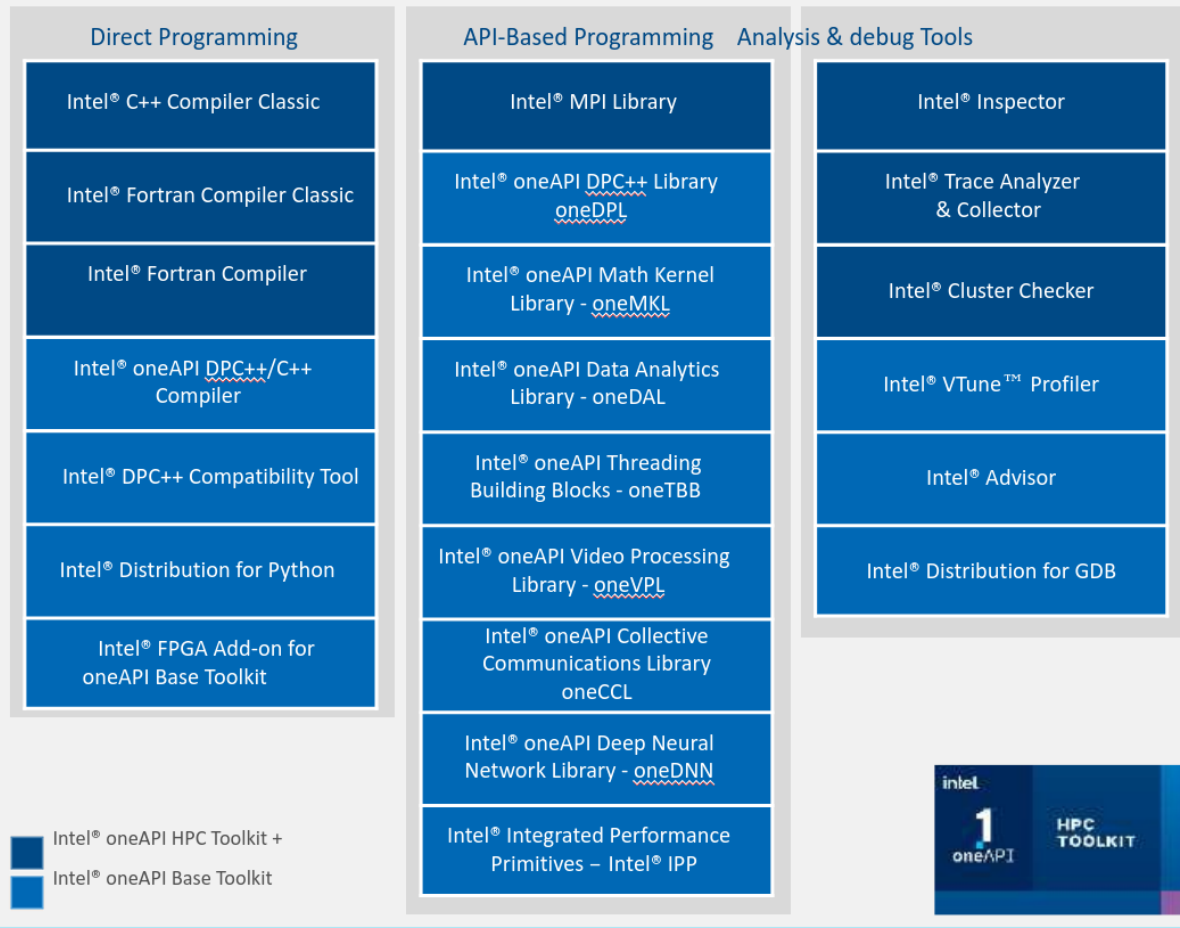 Direct Programming
Intel® C++ Compiler Classic
Intel® Fortran Compiler Classic
Intel® Fortran Compiler
Intel® oneAPI DPC++/C++
Compiler
Intel® DPC++ Compatibility Tool
Intel® Distribution for Python
Intel® FPGA Add-on for
oneAPI Base Toolkit
API-Based Programming
Intel® MPI Library
Intel® oneAPI DPC++ Library
oneDPL
Intel® oneAPI Math Kernel
Library - oneMKL
Intel® oneAPI Data Analytics
Library - oneDAL
Intel® oneAPI Threading
Building Blocks - oneTBB
Intel® oneAPI Video Processing
Library - oneVPL
Intel® oneAPI Collective
Communications Library
oneCCL
Intel® oneAPI Deep Neural
Network Library - oneDNN
Intel® Integrated Performance
Primitives – Intel® IPP
Analysis & debug Tools
Intel® Inspector
Intel® Trace Analyzer
& Collector
Intel® Cluster Checker
Intel® VTune™ Profiler
Intel® Advisor
Intel® Distribution for GDB
Intel® oneAPI HPC Toolkit +
Intel® oneAPI Base Toolkit
intel
1
oneAPI
HPC
TOOLKIT